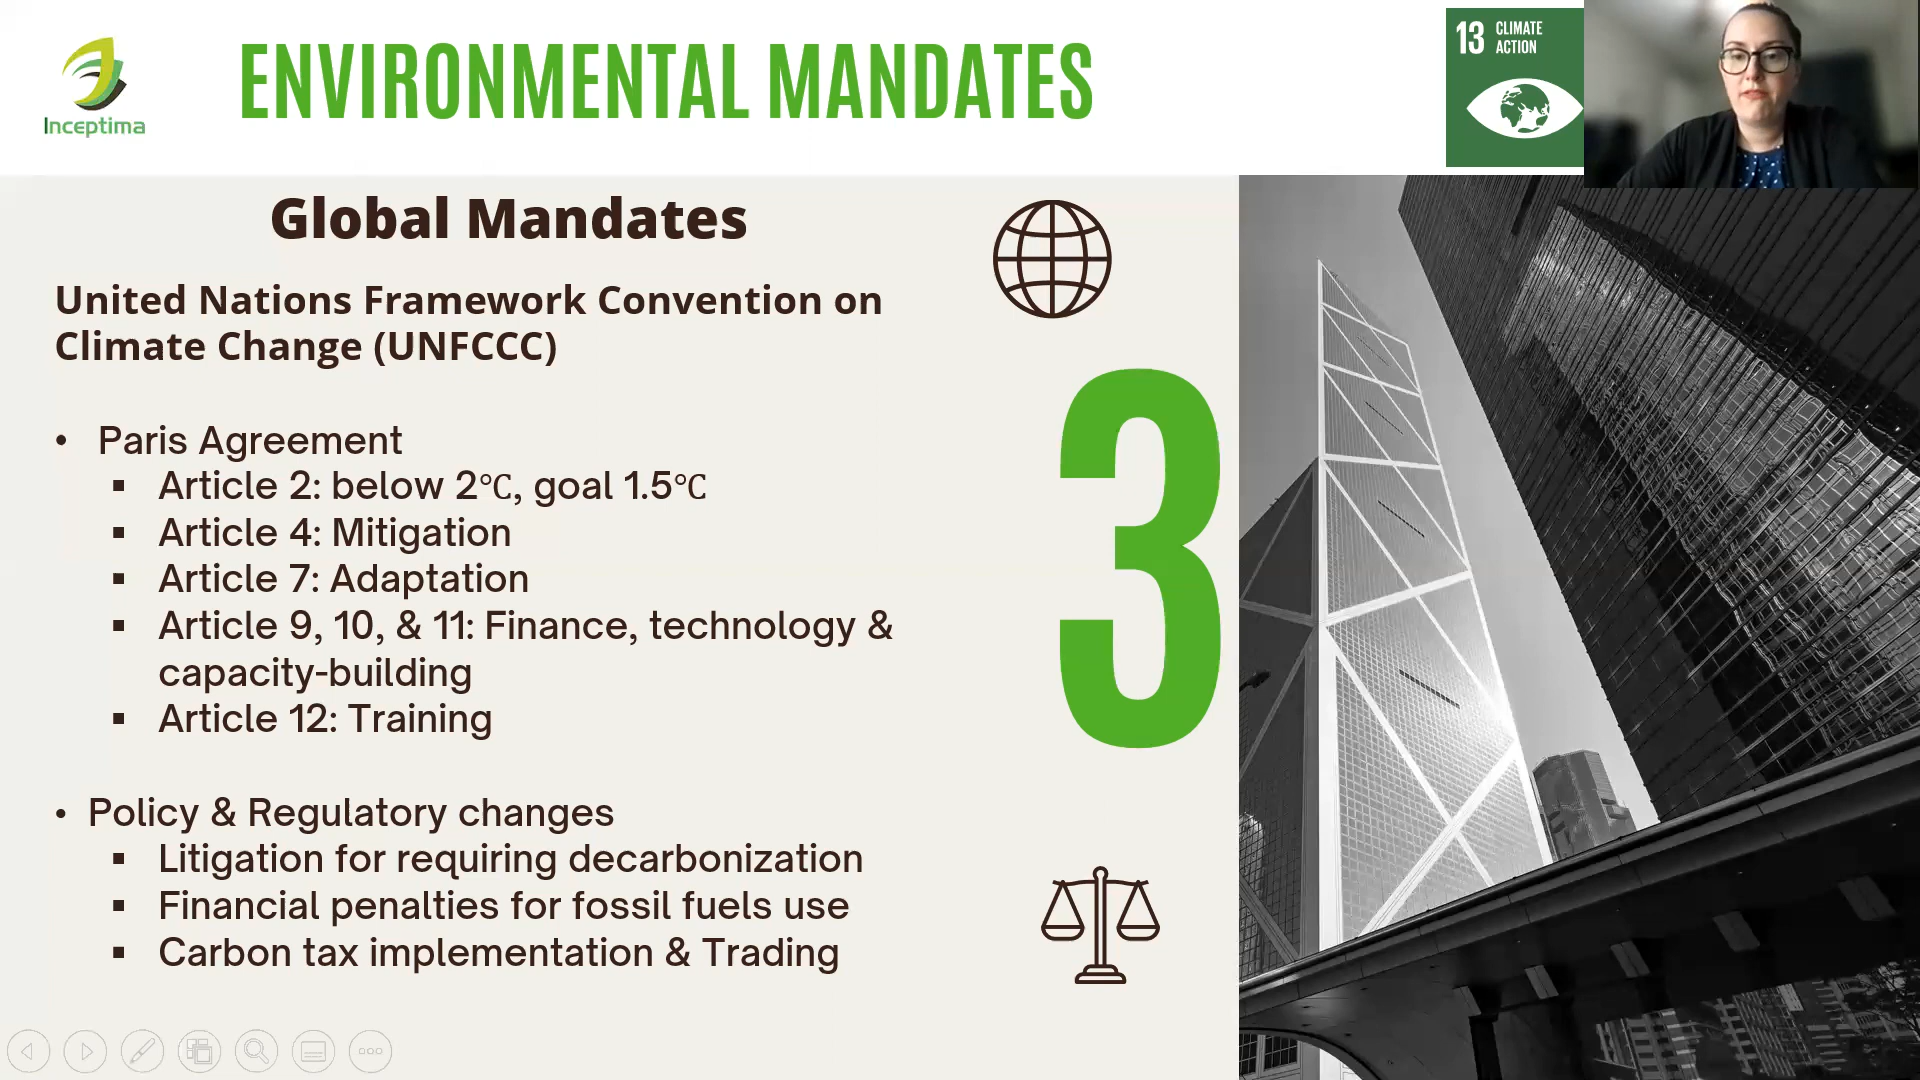 Inceptima
ENVIRONMENTAL MANDATES
13 CLIMATE
ACTION
Global Mandates
United Nations Framework Convention on
Climate Change (UNFCCC)
• Paris Agreement
▪ Article 2: below 2℃, goal 1.5℃
▪ Article 4: Mitigation
▪ Article 7: Adaptation
▪ Article 9, 10, & 11: Finance, technology &
capacity-building
▪ Article 12: Training
3
• Policy & Regulatory changes
▪ Litigation for requiring decarbonization
▪ Financial penalties for fossil fuels use
▪ Carbon tax implementation & Trading